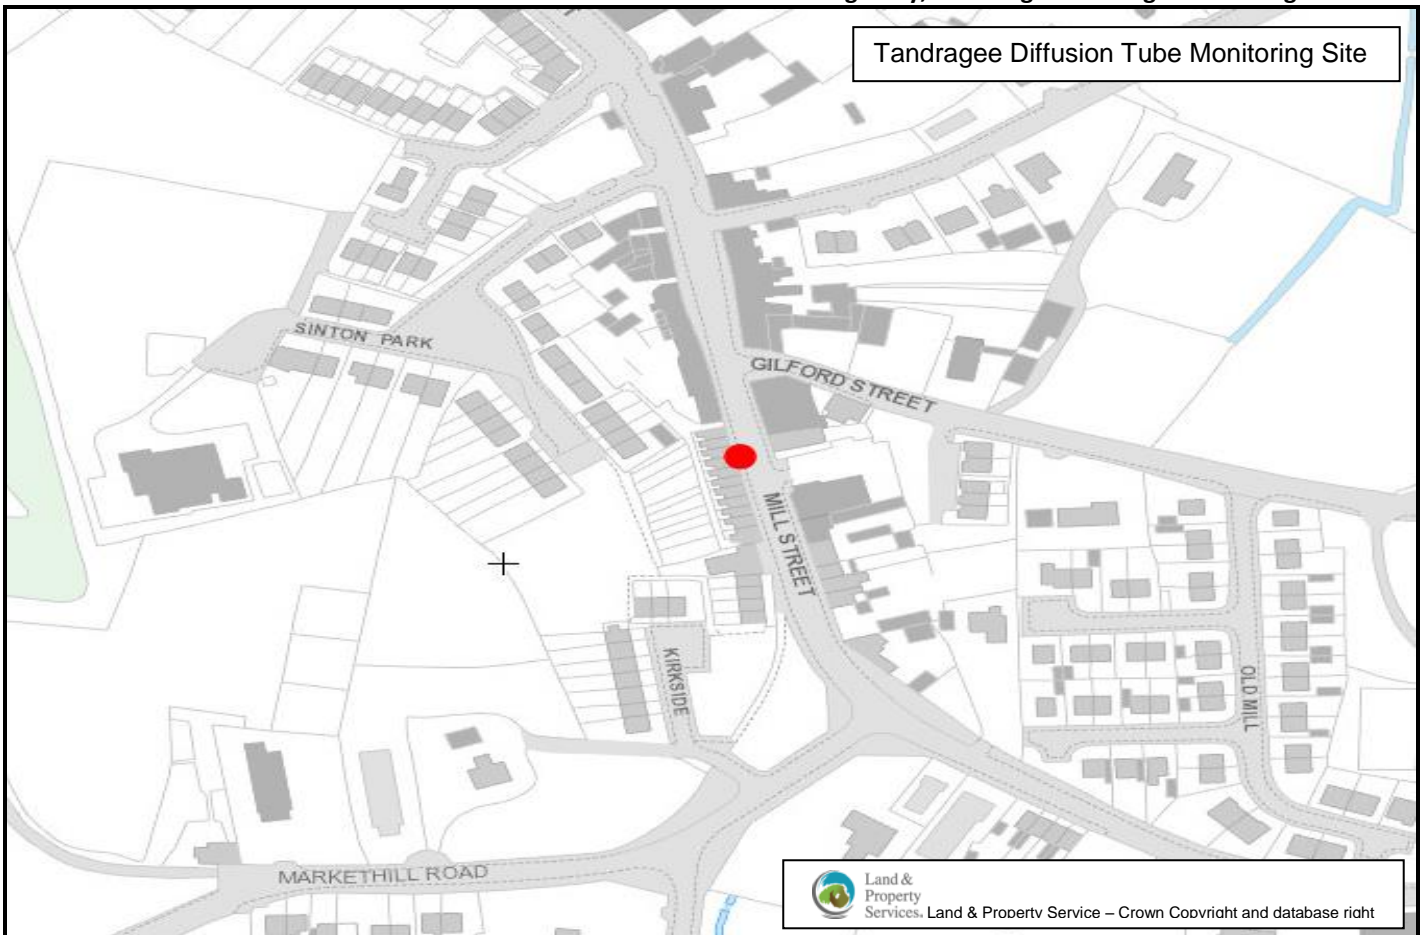 Tandragee Diffusion Tube Monitoring Site
SINTON PARK
GILFORD STREET
MILL STREET
KIRKSIDE
OLD MILL
MARKETHILL ROAD
Land &
Property
Services.
Land & Property Service – Crown Copyright and database right